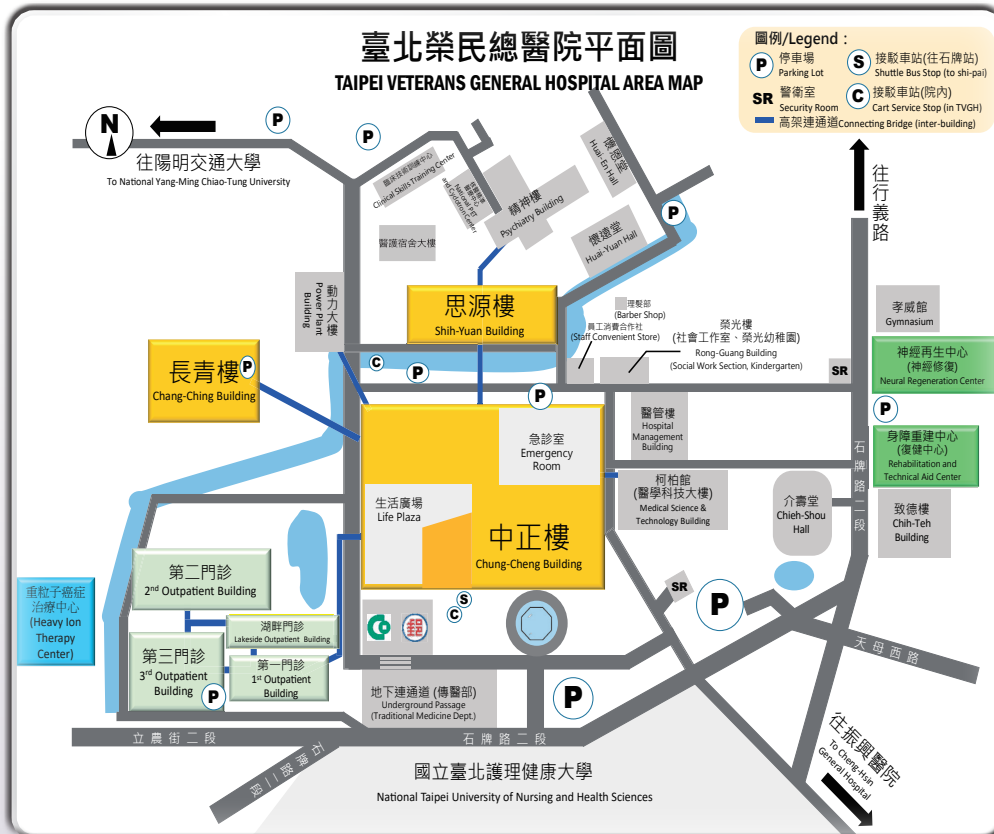 臺北榮民總醫院平面圖
TAIPEI VETERANS GENERAL HOSPITAL AREA MAP
圖例/Legend :
P 停車場
Parking Lot
S 接駁車站(往石牌站)
Shuttle Bus Stop (to shi-pai)
SR 警衛室
Security Room
C 接駁車站(院內)
Cart Service Stop (in TVGH)
高架連通道Connecting Bridge (inter-building)
N
往陽明交通大學
To National Yang-Ming Chiao-Tung University
P
P
臨床技術訓練中心
Clinical Skills Training Center
National PET
and Cyclotron Center
精神樓
Psychiatry Building
懷恩堂
Huai-En Hall
懷遠堂
Huai-Yuan Hall
P
往行義路
醫護宿舍大樓
動力大樓
Power Plant
Building
思源樓
Shih-Yuan Building
理髮部
(Barber Shop)
員工消費合作社
(Staff Convenient Store)
榮光樓
(社會工作室、榮光幼稚園)
Rong-Guang Building
(Social Work Section, Kindergarten)
孝威館
Gymnasium
神經再生中心
(神經修復)
Neural Regeneration Center
SR
長青樓
P
Chang-Ching Building
C
P
P
P
急診室
Emergency
Room
醫管樓
Hospital
Management
Building
身障重建中心
(復健中心)
Rehabilitation and
Technical Aid Center
石牌路二段
生活廣場
Life Plaza
中正樓
Chung-Cheng Building
柯柏館
(醫學科技大樓)
Medical Science &
Technology Building
介壽堂
Chieh-Shou
Hall
致德樓
Chih-Teh
Building
第二門診
2nd Outpatient Building
重粒子癌症
治療中心
(Heavy Ion
Therapy
Center)
湖畔門診
Lakeside Outpatient Building
第三門診
3rd Outpatient
Building
P
第一門診
1st Outpatient
Building
S
C
郵
SR
P
天母西路
地下連通道 (傳醫部)
Underground Passage
(Traditional Medicine Dept.)
P
立農街二段
石牌路二段
石牌路二段
往振興醫院
To Cheng-Hsin
General Hospital
國立臺北護理健康大學
National Taipei University of Nursing and Health Sciences